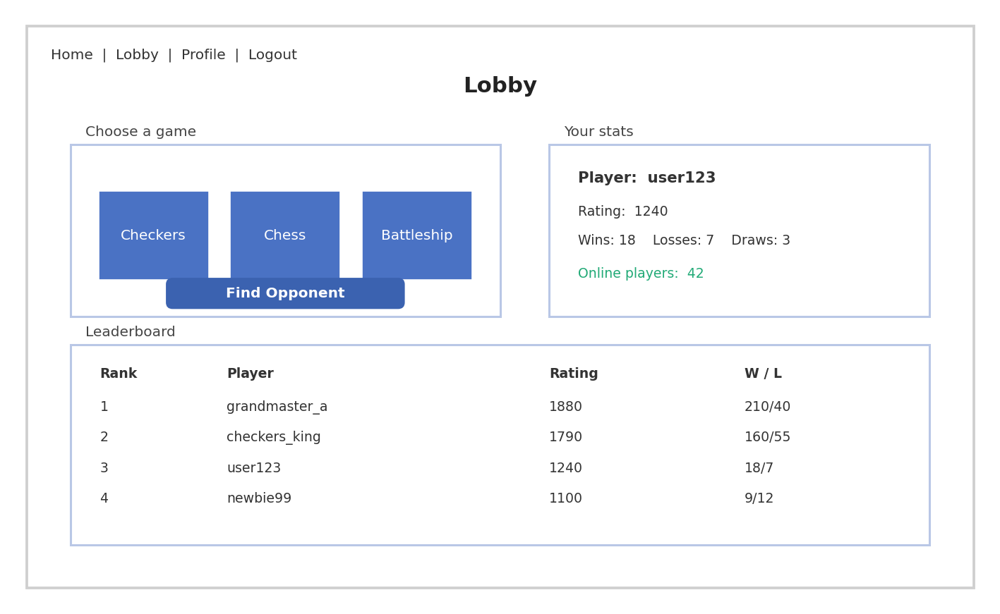 Home | Lobby | Profile | Logout
Lobby
Choose a game
Checkers
Chess
Battleship
Find Opponent
Your stats
Player: user123
Rating: 1240
Wins: 18 Losses: 7 Draws: 3
Online players: 42
Leaderboard
Rank Player Rating W / L
1 grandmaster_a 1880 210/40
2 checkers_king 1790 160/55
3 user123 1240 18/7
4 newbie99 1100 9/12